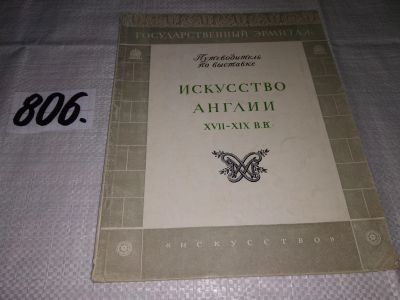 ГОСУДАРСТВЕННЫЙ ЭРМИТАЖ
Путеводитель
по выставке
ИСКУССТВО
АНГЛИИ
XVII-XIX В.В.
«ИСКУССТВО»
806.